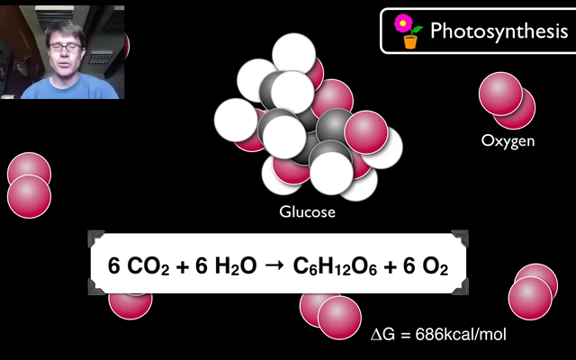 Photosynthesis
Oxygen
Glucose
6 CO₂ + 6 H₂O → C₆H₁₂O₆ + 6 O₂
ΔG = 686kcal/mol